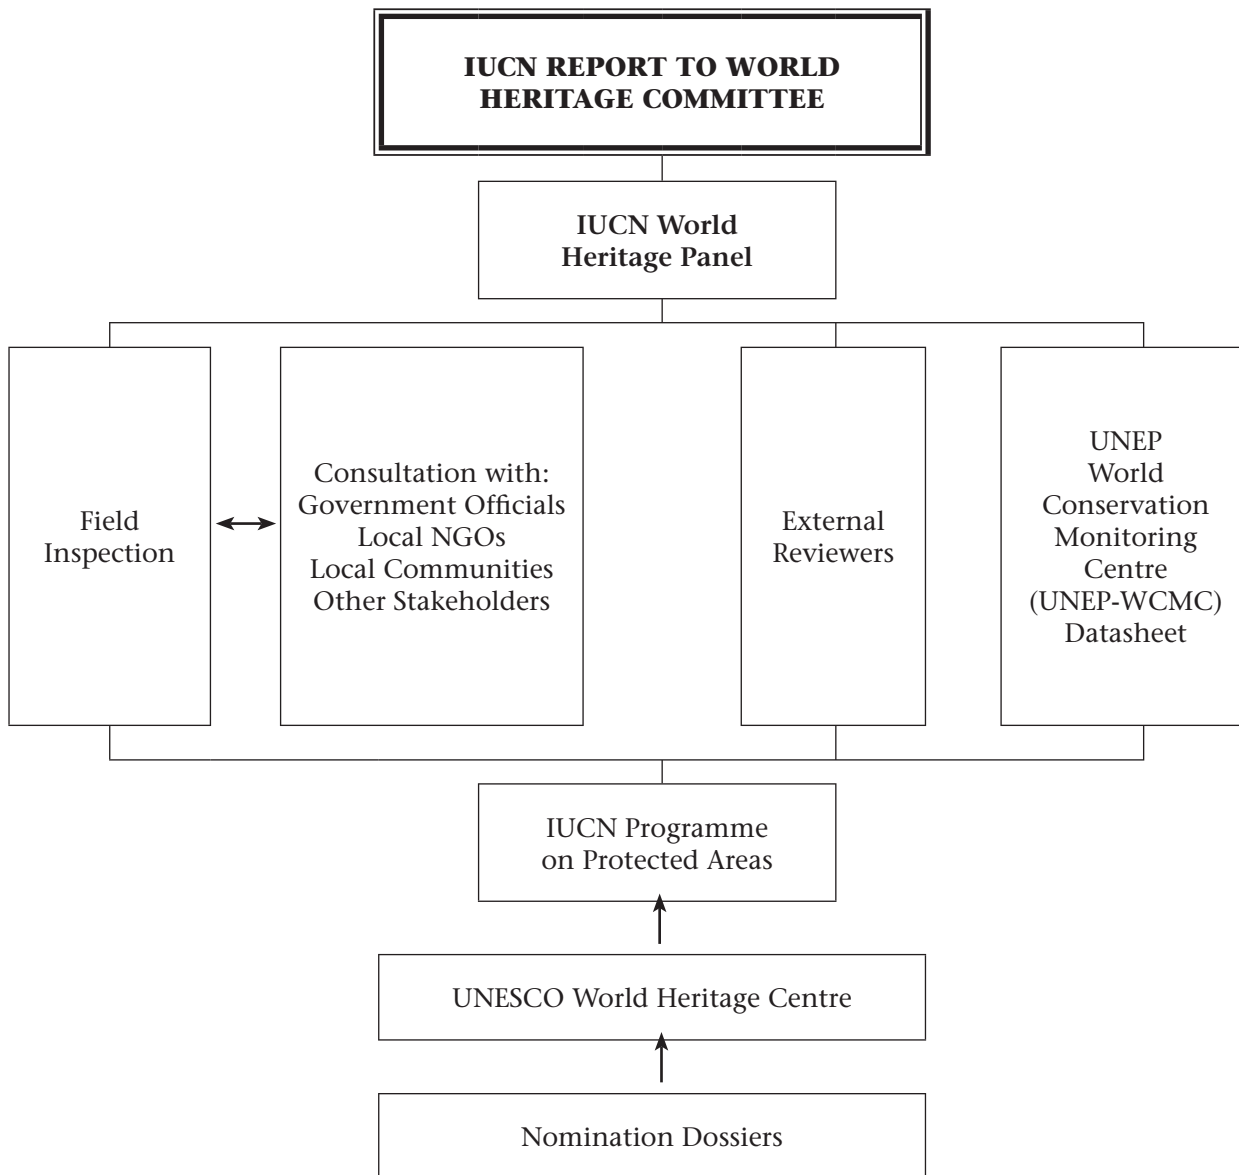 IUCN REPORT TO WORLD
HERITAGE COMMITTEE
IUCN World
Heritage Panel
Field
Inspection
Consultation with:
Government Officials
Local NGOs
Local Communities
Other Stakeholders
External
Reviewers
UNEP
World
Conservation
Monitoring
Centre
(UNEP-WCMC)
Datasheet
IUCN Programme
on Protected Areas
UNESCO World Heritage Centre
Nomination Dossiers